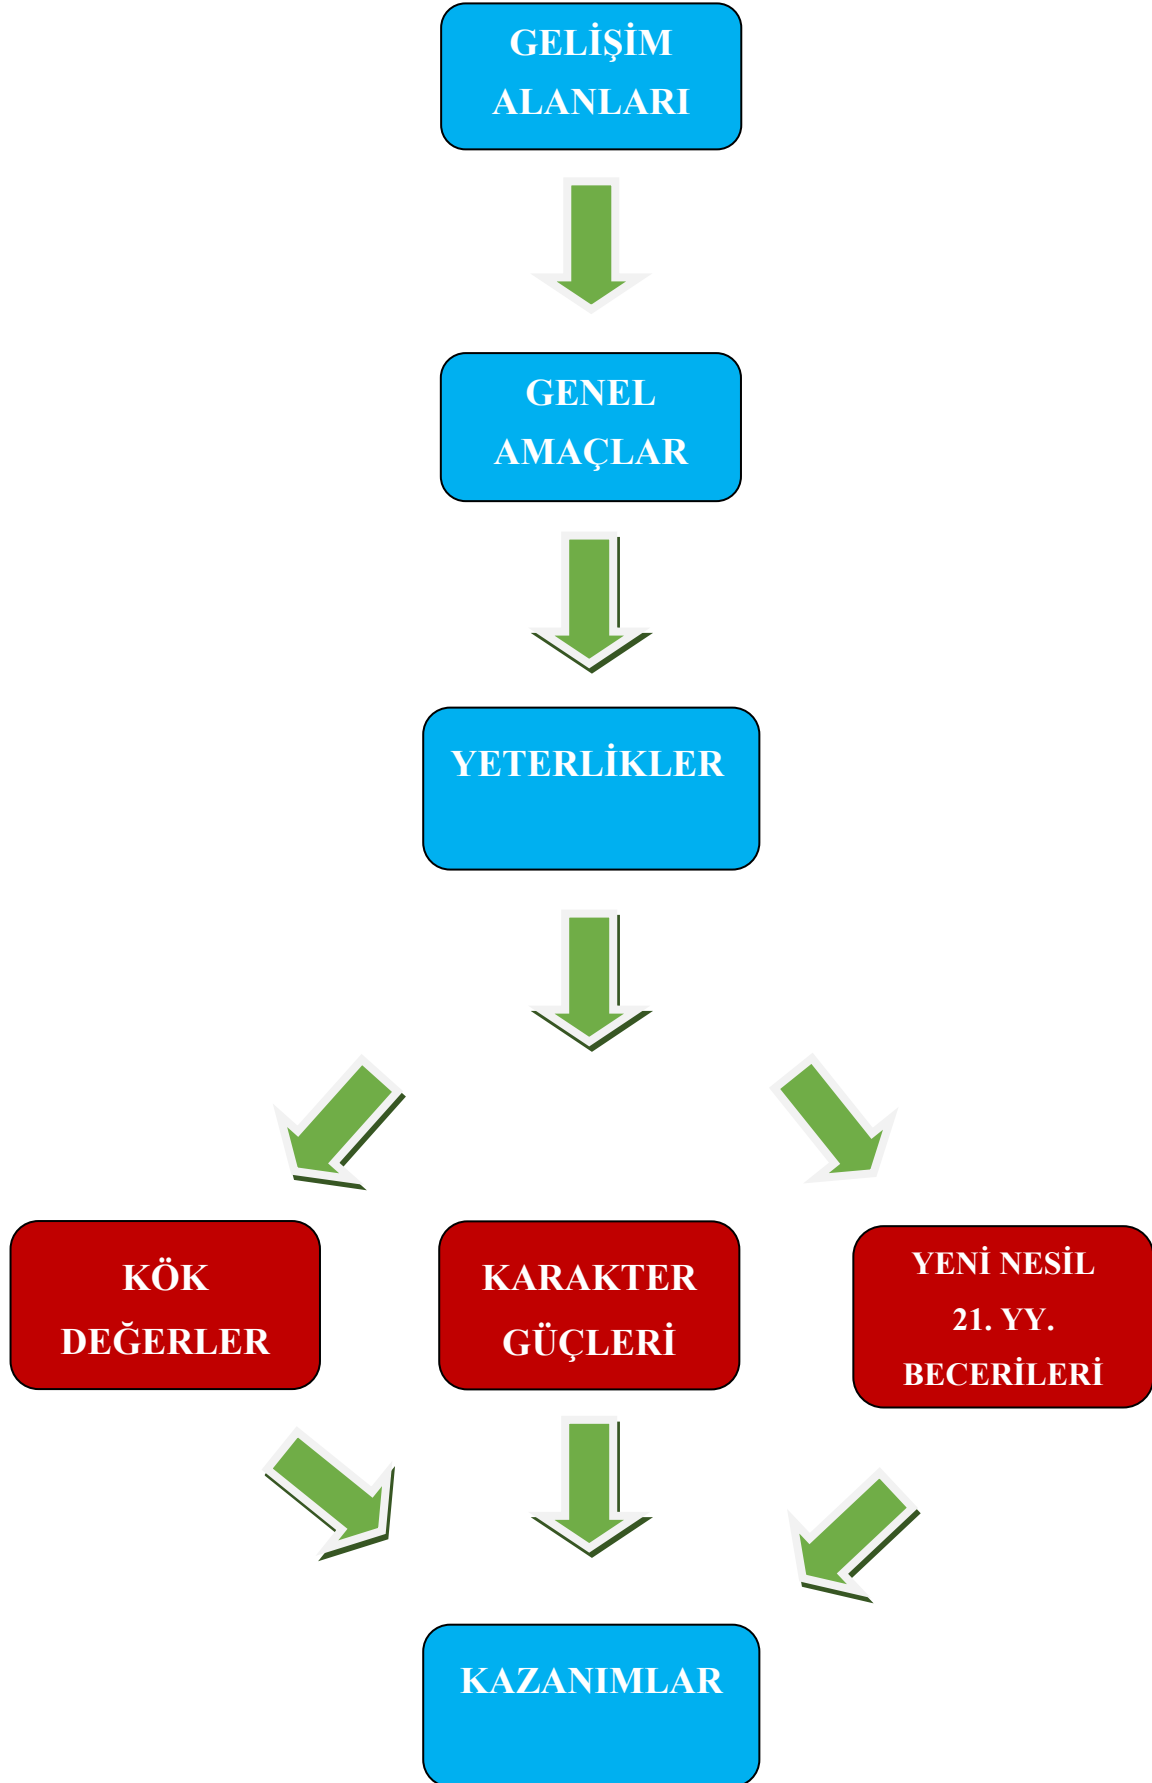 GELİŞİM
ALANLARI
GENEL
AMAÇLAR
YETERLİKLER
KÖK
DEĞERLER
KARAKTER
GÜÇLERİ
YENİ NESİL
21. YY.
BECERİLERİ
KAZANIMLAR